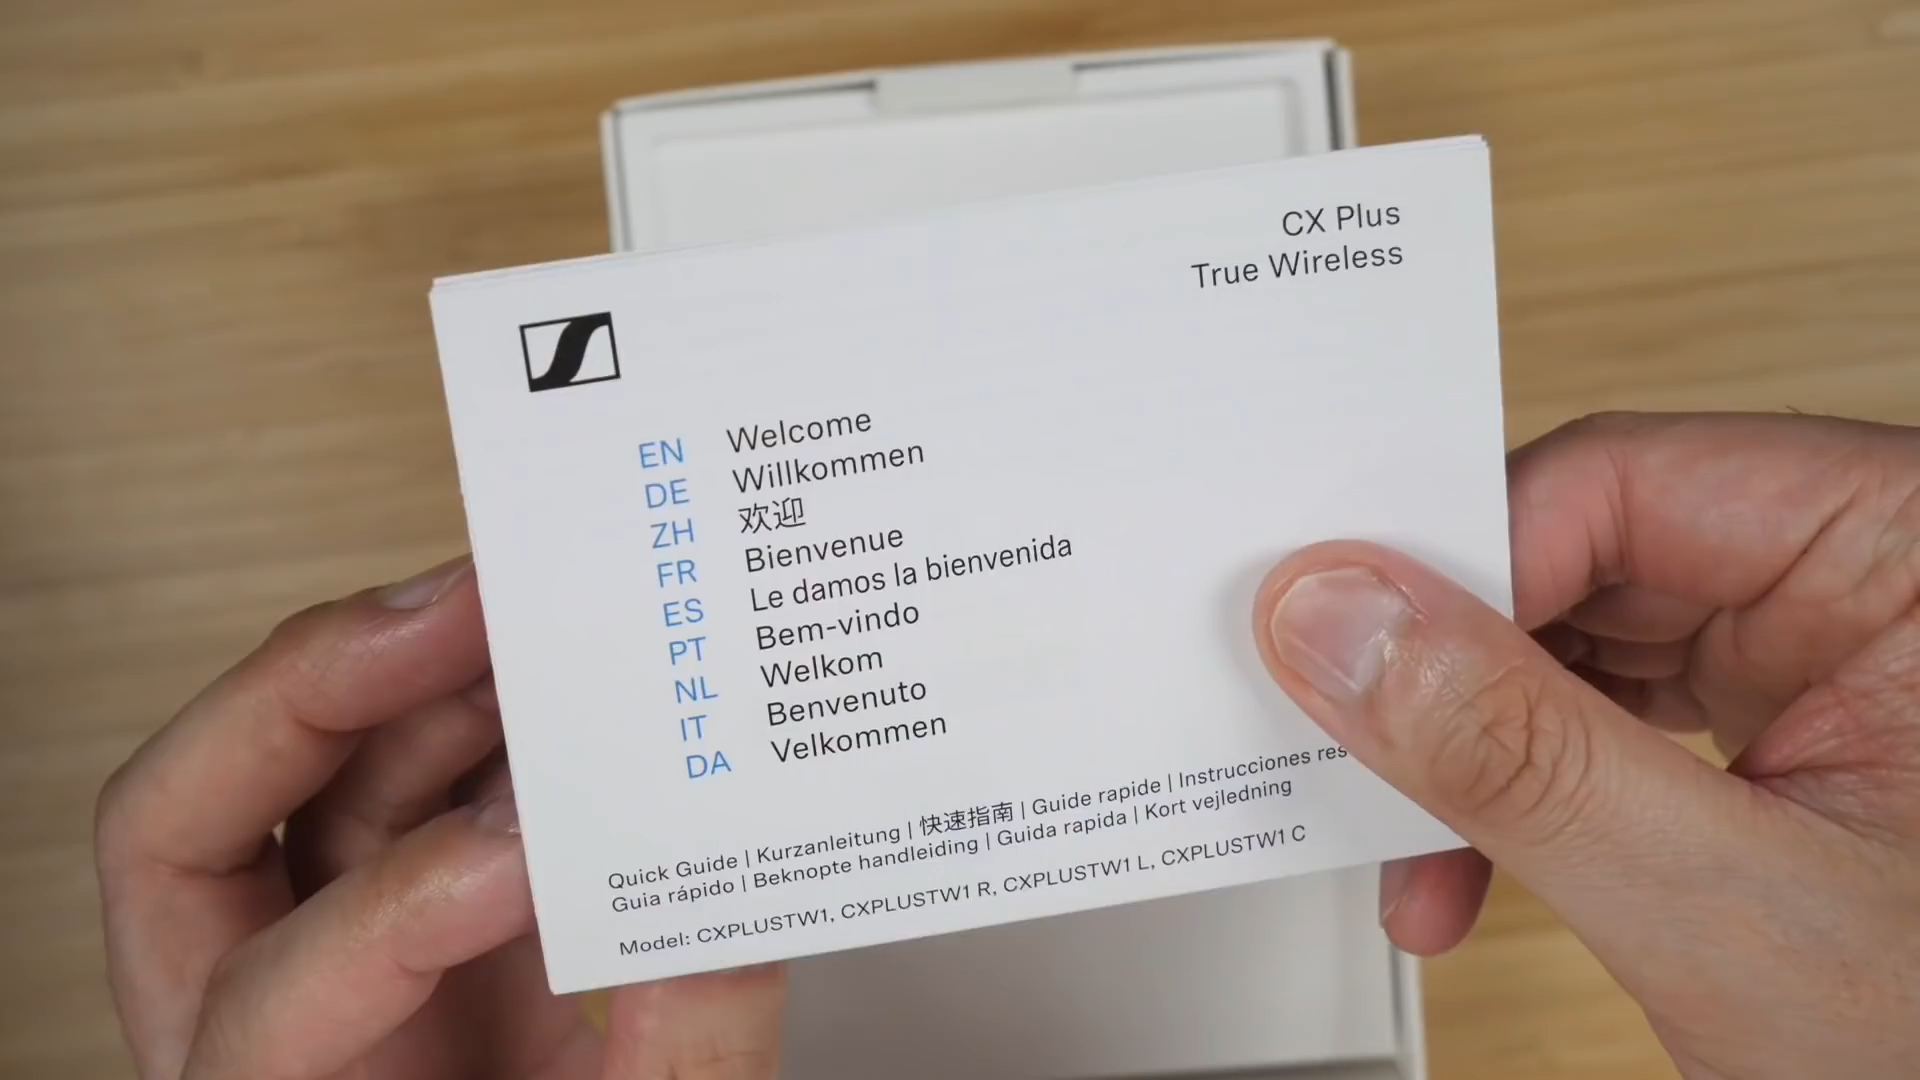 CX Plus
True Wireless
EN Welcome
DE Willkommen
ZH 欢迎
FR Bienvenue
ES Le damos la bienvenida
PT Bem-vindo
NL Welkom
IT Benvenuto
DA Velkommen
Quick Guide | Kurzanleitung | 快速指南 | Guide rapide | Instrucciones
Guia rápido | Beknopte handleiding | Guida rapida | Kort vejledning
Model: CXPLUSTW1, CXPLUSTW1 R, CXPLUSTW1 L, CXPLUSTW1 C